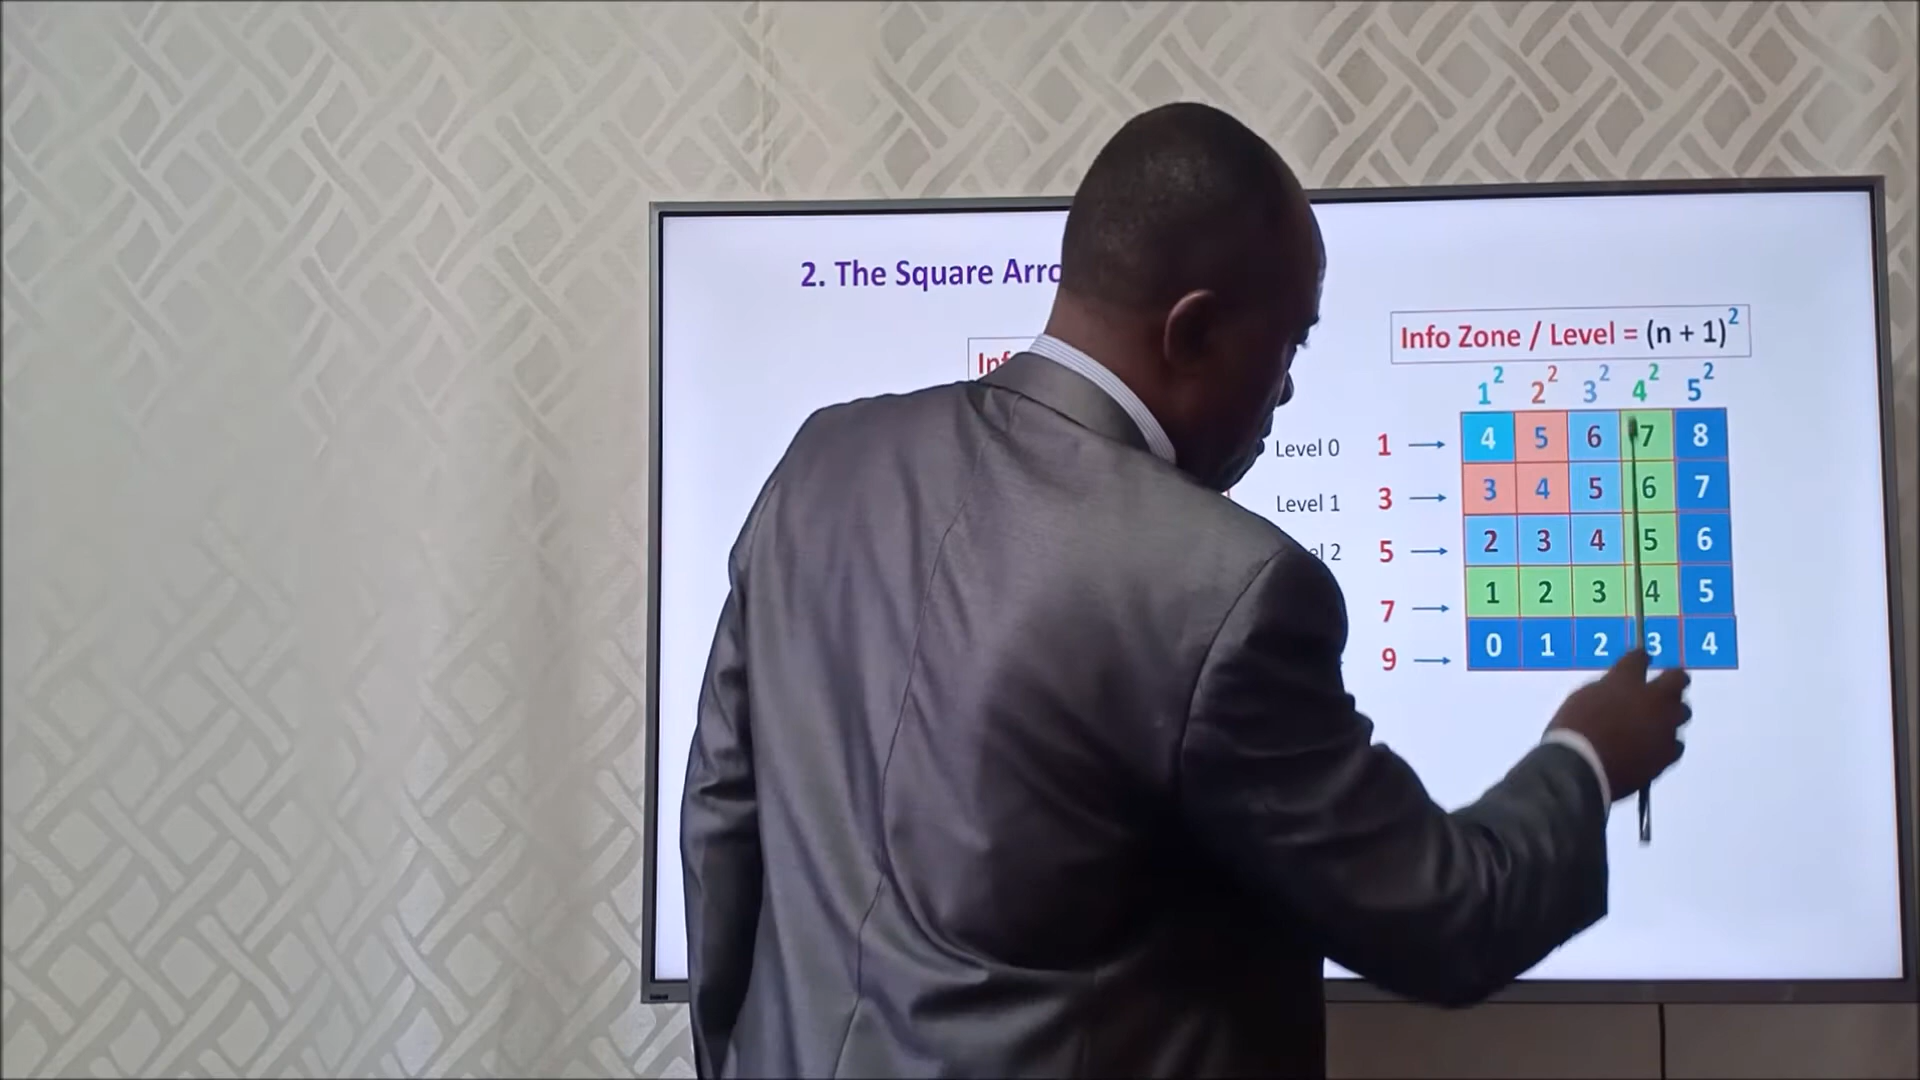 2. The Square
Info Zone / Level = (n + 1)²
1² 2² 3² 4² 5²
Level 0 1 → 4 5 6 7 8
Level 1 3 → 3 4 5 6 7
2 5 → 2 3 4 5 6
7 → 1 2 3 4 5
9 → 0 1 2 3 4